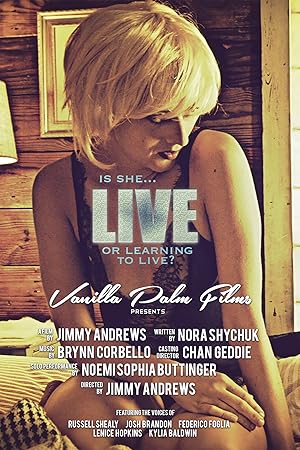 IS SHE...
LIVE
OR LEARNING
TO LIVE?
Vanilla Palm Films
PRESENTS
A FILM BY JIMMY ANDREWS WRITTEN BY NORA SHYCHUK
MUSIC BY BRYNN CORBELLO CASTING DIRECTOR CHAN GEDDIE
SOLO PERFORMANCE BY NOEMI SOPHIA BUTTINGER
DIRECTED BY JIMMY ANDREWS
FEATURING THE VOICES OF
RUSSELL SHEALY JOSH BRANDON FEDERICO FOGLIA
LENICE HOPKINS KYLIA BALDWIN